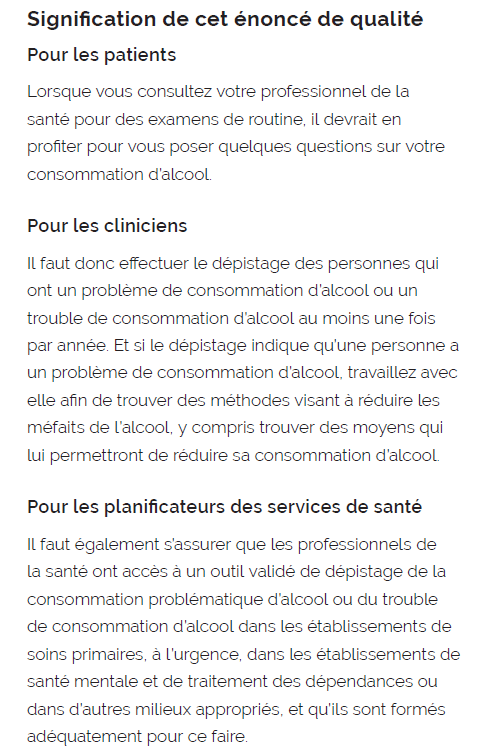 Signification de cet énoncé de qualité
Pour les patients
Lorsque vous consultez votre professionnel de la
santé pour des examens de routine, il devrait en
profiter pour vous poser quelques questions sur votre
consommation d'alcool.
Pour les cliniciens
Il faut donc effectuer le dépistage des personnes qui
ont un problème de consommation d'alcool ou un
trouble de consommation d'alcool au moins une fois
par année. Et si le dépistage indique qu'une personne a
un problème de consommation d'alcool, travaillez avec
elle afin de trouver des méthodes visant à réduire les
méfaits de l'alcool, y compris trouver des moyens qui
lui permettront de réduire sa consommation d'alcool.
Pour les planificateurs des services de santé
Il faut également s'assurer que les professionnels de
la santé ont accès à un outil validé de dépistage de la
consommation problématique d'alcool ou du trouble
de consommation d'alcool dans les établissements de
soins primaires, à l'urgence, dans les établissements de
santé mentale et de traitement des dépendances ou
dans d'autres milieux appropriés, et qu'ils sont formés
adéquatement pour ce faire.